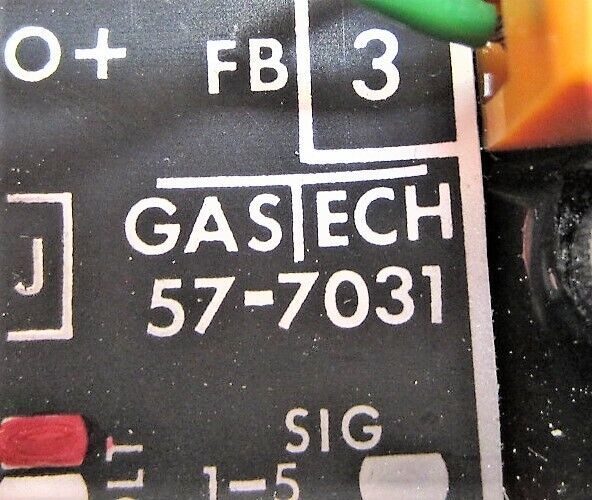 O+ FB 3
GASTECH
57-7031
J
SIG
1-5